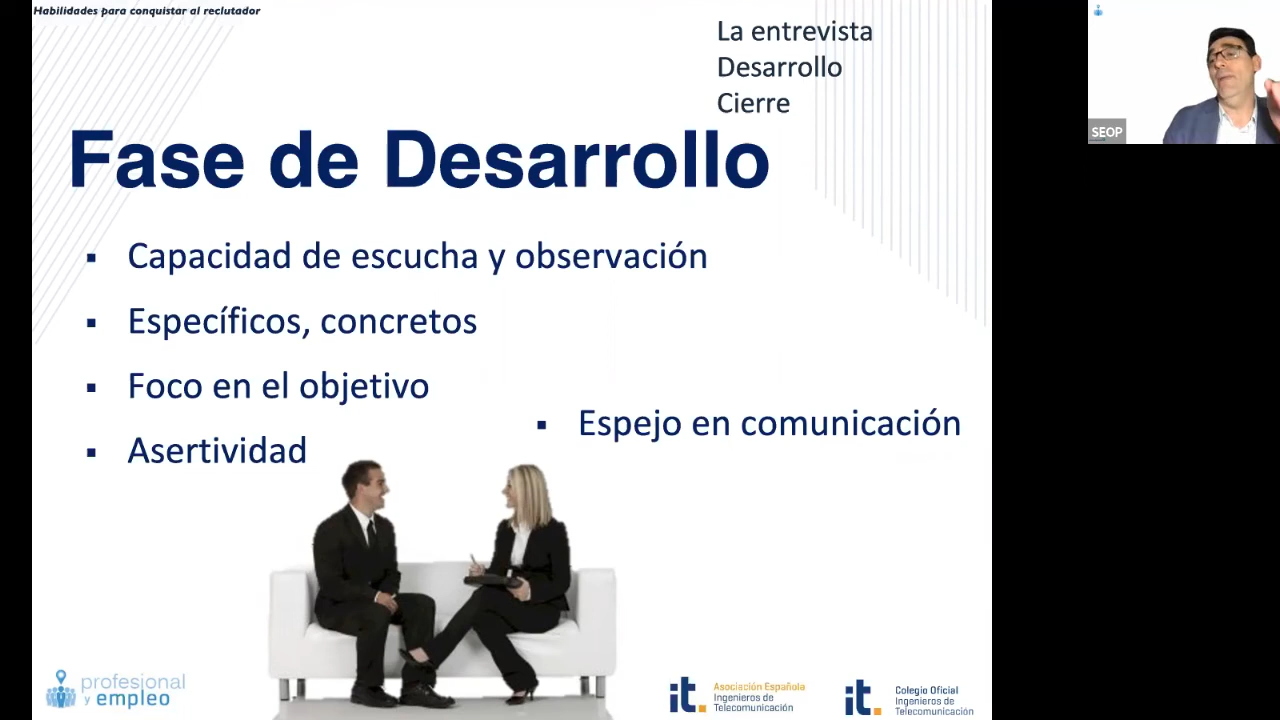 Habilidades para conquistar al reclutador
La entrevista
Desarrollo
Cierre
SEOP
Fase de Desarrollo
▪ Capacidad de escucha y observación
▪ Específicos, concretos
▪ Foco en el objetivo
▪ Espejo en comunicación
▪ Asertividad
profesional
y empleo
it.
Asociación Española
Ingenieros de
Telecomunicación
it.
Colegio Oficial
Ingenieros de
Telecomunicación